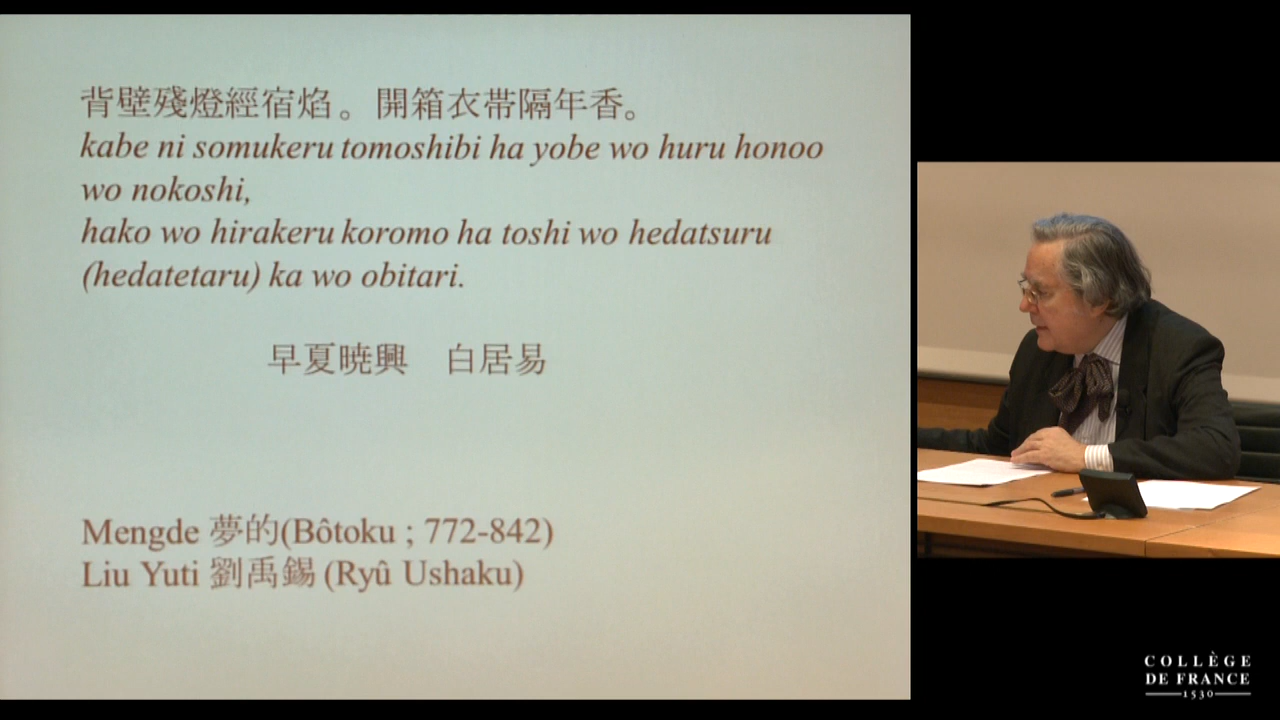 背壁殘燈經宿焰。開箱衣帯隔年香。
kabe ni somukeru tomoshibi ha yobe wo huru honoo
wo nokoshi,
hako wo hirakeru koromo ha toshi wo hedatsuru
(hedatetaru) ka wo obitari.
早夏暁興　白居易
Mengde 夢的(Bôtoku ; 772-842)
Liu Yuti 劉禹錫 (Ryû Ushaku)
COLLÈGE
DE FRANCE
1530